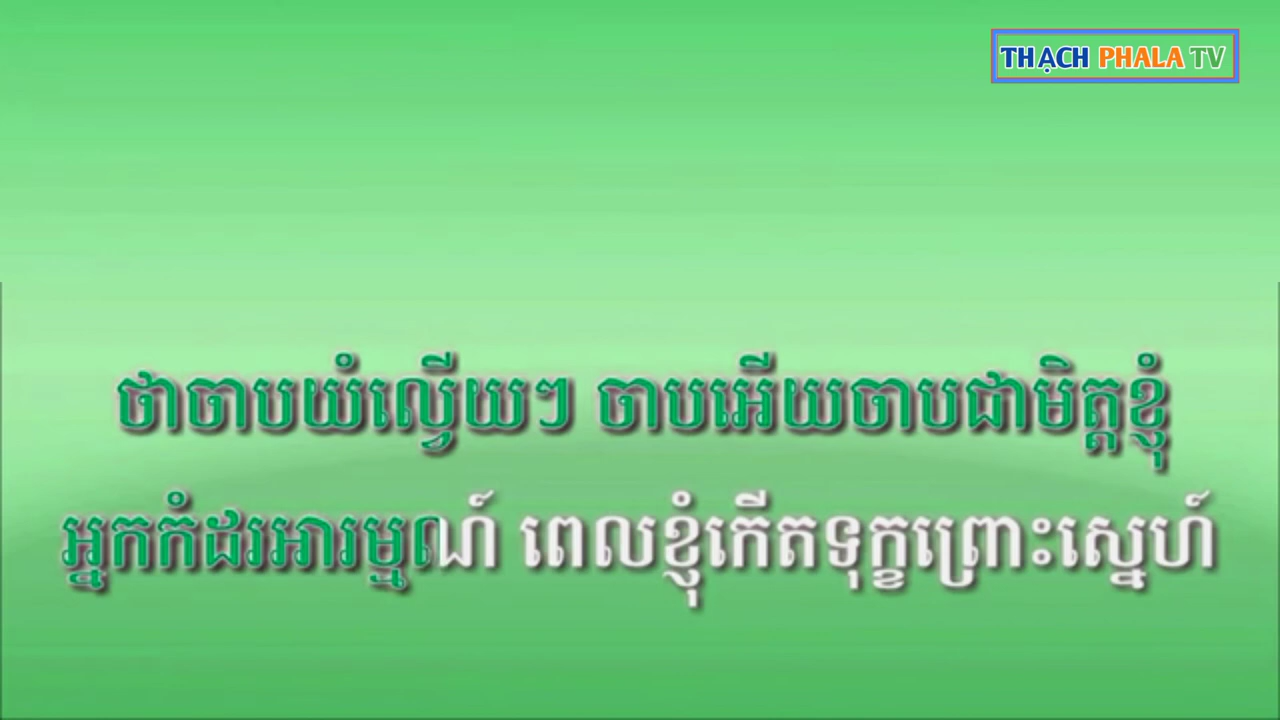 THẠCH PHALA TV
ថាចាបយំល្វើយៗ ចាបអើយចាបជាមិត្តខ្ញុំ
អ្នកកំដរអារម្មណ៍ ពេលខ្ញុំកើតទុក្ខព្រោះស្នេហ៍